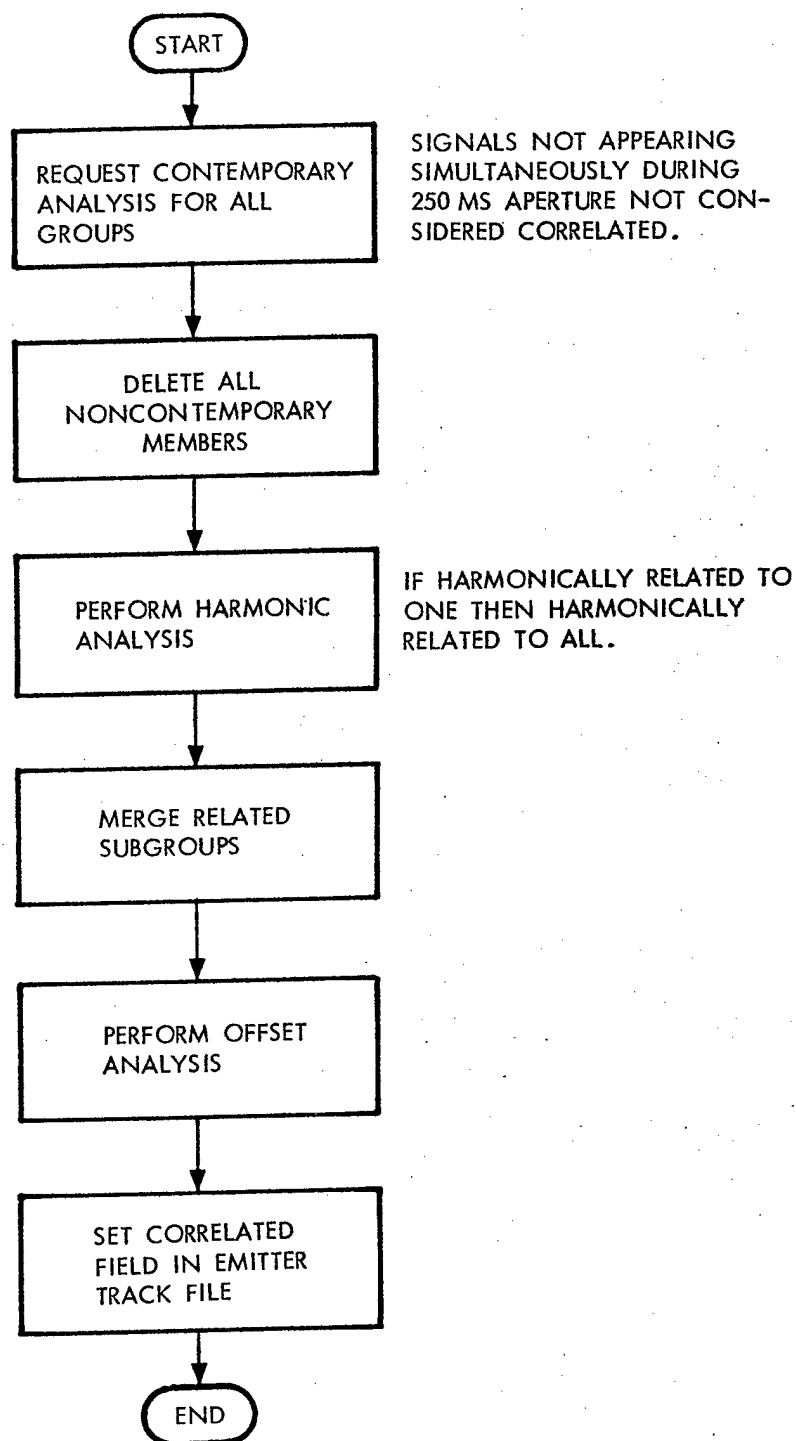 START
REQUEST CONTEMPORARY
ANALYSIS FOR ALL
GROUPS
SIGNALS NOT APPEARING
SIMULTANEOUSLY DURING
250 MS APERTURE NOT CON-
SIDERED CORRELATED.
DELETE ALL
NONCONTEMPORARY
MEMBERS
PERFORM HARMONIC
ANALYSIS
IF HARMONICALLY RELATED TO
ONE THEN HARMONICALLY
RELATED TO ALL.
MERGE RELATED
SUBGROUPS
PERFORM OFFSET
ANALYSIS
SET CORRELATED
FIELD IN EMITTER
TRACK FILE
END